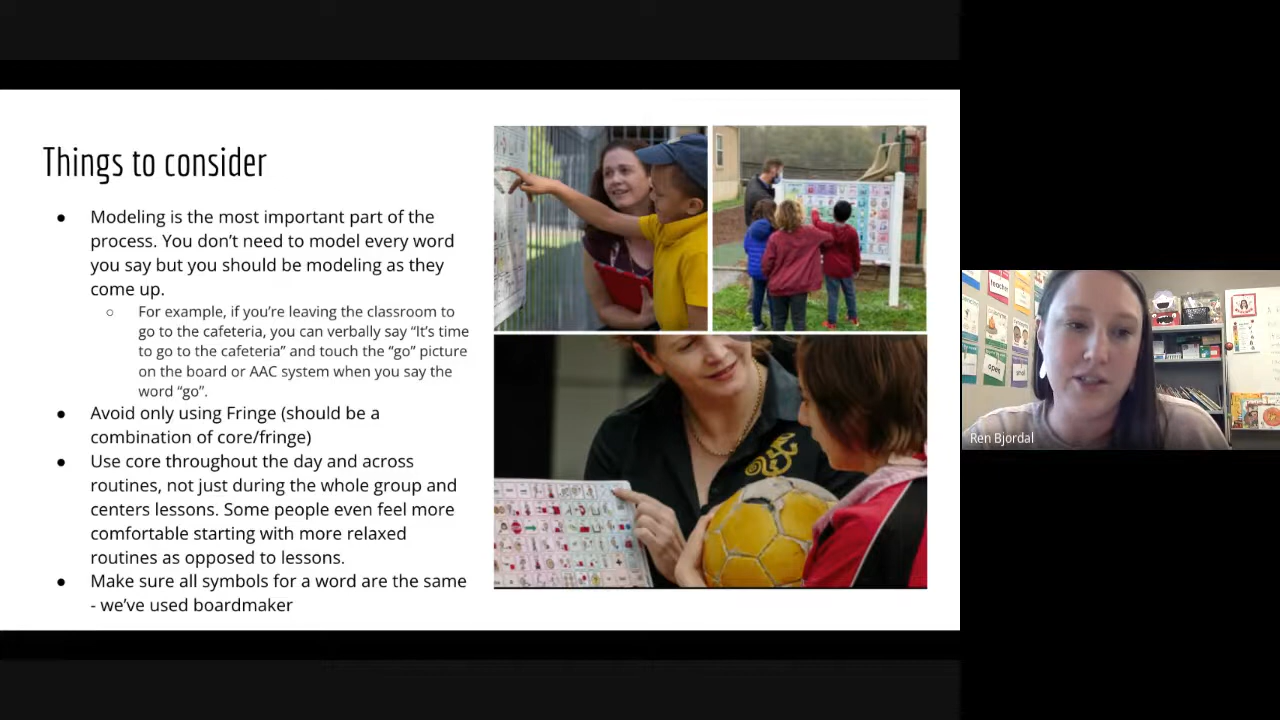 Things to consider
● Modeling is the most important part of the
process. You don’t need to model every word
you say but you should be modeling as they
come up.
○ For example, if you’re leaving the classroom to
go to the cafeteria, you can verbally say “It’s time
to go to the cafeteria” and touch the “go” picture
on the board or AAC system when you say the
word “go”.
● Avoid only using Fringe (should be a
combination of core/fringe)
● Use core throughout the day and across
routines, not just during the whole group and
centers lessons. Some people even feel more
comfortable starting with more relaxed
routines as opposed to lessons.
● Make sure all symbols for a word are the same
- we’ve used boardmaker
teacher
open
Ren Bjordal